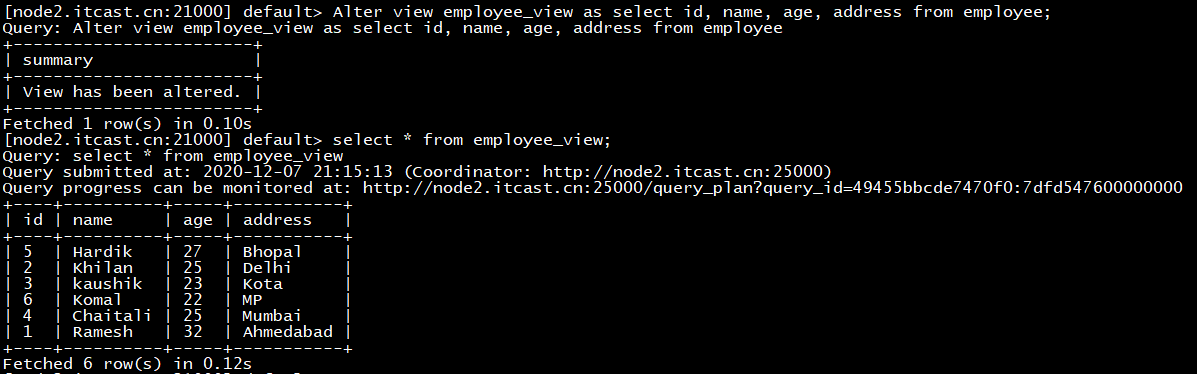 [node2.itcast.cn:21000] default> Alter view employee_view as select id, name, age, address from employee;
Query: Alter view employee_view as select id, name, age, address from employee
+------------------------+
| summary                |
+------------------------+
| View has been altered. |
+------------------------+
Fetched 1 row(s) in 0.10s
[node2.itcast.cn:21000] default> select * from employee_view;
Query: select * from employee_view
Query submitted at: 2020-12-07 21:15:13 (Coordinator: http://node2.itcast.cn:25000)
Query progress can be monitored at: http://node2.itcast.cn:25000/query_plan?query_id=49455bbcde7470f0:7dfd547600000000
+----+----------+-----+-----------+
| id | name     | age | address   |
+----+----------+-----+-----------+
| 5  | Hardik   | 27  | Bhopal    |
| 2  | Khilan   | 25  | Delhi     |
| 3  | kaushik  | 23  | Kota      |
| 6  | Komal    | 22  | MP        |
| 4  | Chaitali | 25  | Mumbai    |
| 1  | Ramesh   | 32  | Ahmedabad |
+----+----------+-----+-----------+
Fetched 6 row(s) in 0.12s